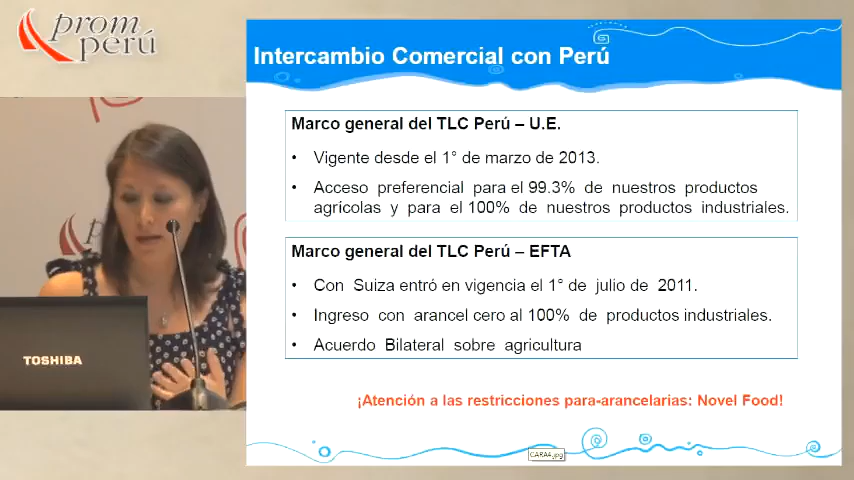 prom
perú
Intercambio Comercial con Perú
Marco general del TLC Perú – U.E.
• Vigente desde el 1° de marzo de 2013.
• Acceso preferencial para el 99.3% de nuestros productos
agrícolas y para el 100% de nuestros productos industriales.
Marco general del TLC Perú – EFTA
• Con Suiza entró en vigencia el 1° de julio de 2011.
• Ingreso con arancel cero al 100% de productos industriales.
• Acuerdo Bilateral sobre agricultura
¡Atención a las restricciones para-arancelarias: Novel Food!
TOSHIBA